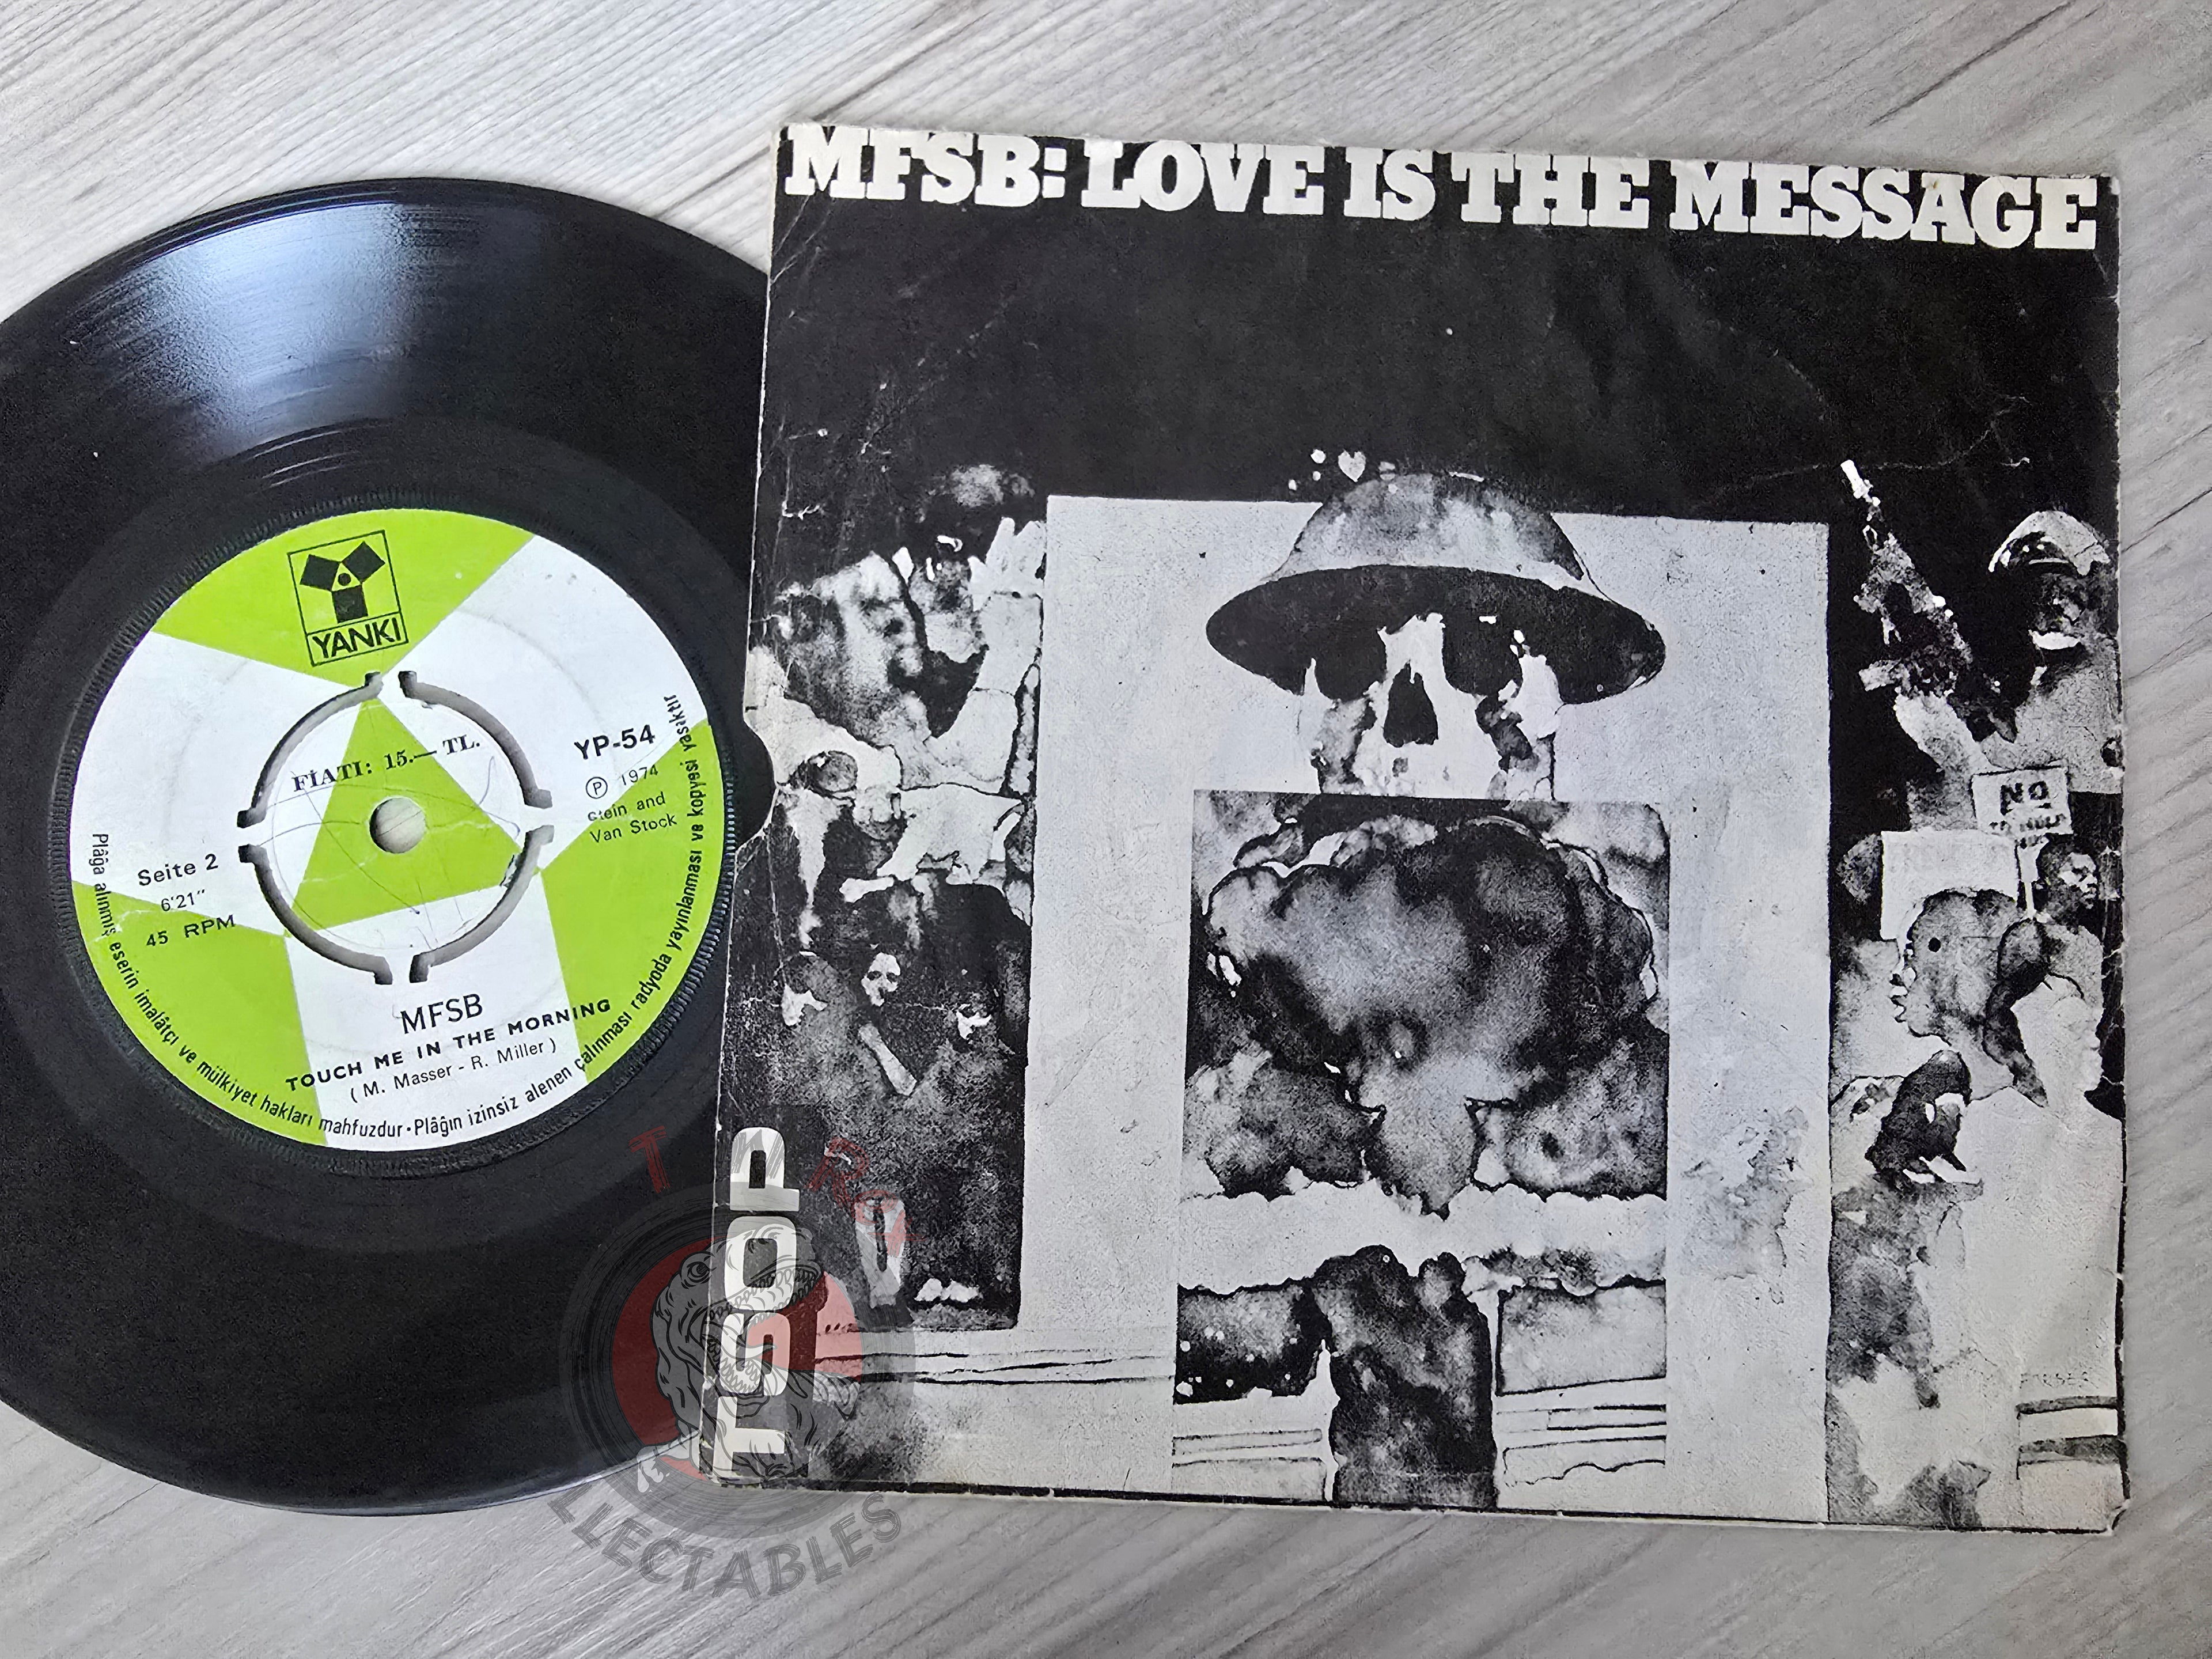 MFSB: LOVE IS THE MESSAGE
NO
TSOP
YANKI
FİATI: 15.— TL.
YP-54
Ⓟ 1974
Stein and
Van Stock
Seite 2
6'21"
45 RPM
MFSB
TOUCH ME IN THE MORNING
( M. Masser - R. Miller )
Plâğa alınmış eserin imalâtçı ve mülkiyet hakları mahfuzdur • Plâğın izinsiz alenen çalınması radyoda yayınlanması ve kopyesi yasaktır
LLECTABLES